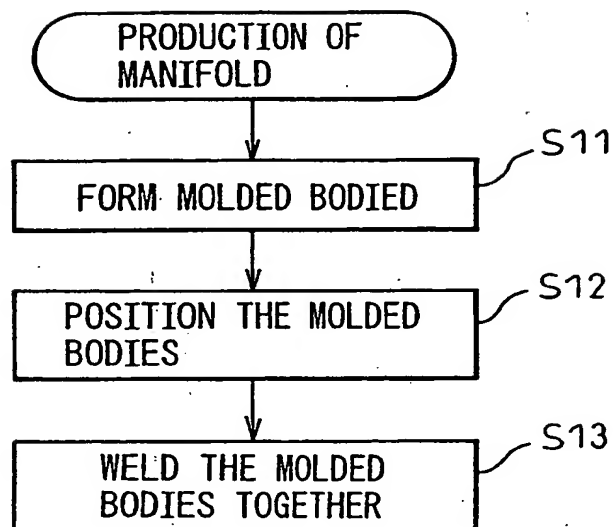 PRODUCTION OF
MANIFOLD
S11
FORM MOLDED BODIED
S12
POSITION THE MOLDED
BODIES
S13
WELD THE MOLDED
BODIES TOGETHER